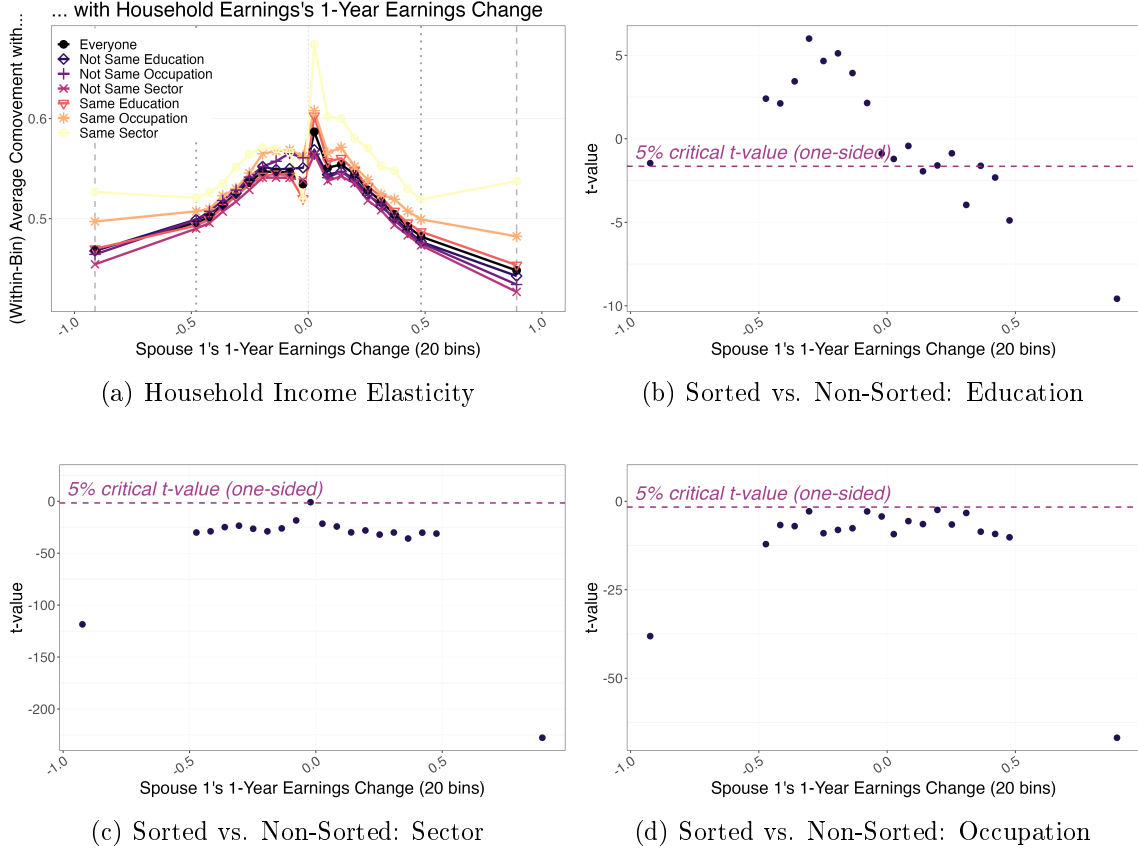 ... with Household Earnings's 1-Year Earnings Change
(Within-Bin) Average Comovement with...
0.6
0.5
Everyone
Not Same Education
Not Same Occupation
Not Same Sector
Same Education
Same Occupation
Same Sector
-1.0
-0.5
0.0
0.5
1.0
Spouse 1's 1-Year Earnings Change (20 bins)
(a) Household Income Elasticity
t-value
5
0
-5
-10
5% critical t-value (one-sided)
-1.0
-0.5
0.0
0.5
Spouse 1's 1-Year Earnings Change (20 bins)
(b) Sorted vs. Non-Sorted: Education
t-value
0
-50
-100
-150
-200
5% critical t-value (one-sided)
-1.0
-0.5
0.0
0.5
Spouse 1's 1-Year Earnings Change (20 bins)
(c) Sorted vs. Non-Sorted: Sector
t-value
0
-25
-50
5% critical t-value (one-sided)
-1.0
-0.5
0.0
0.5
Spouse 1's 1-Year Earnings Change (20 bins)
(d) Sorted vs. Non-Sorted: Occupation